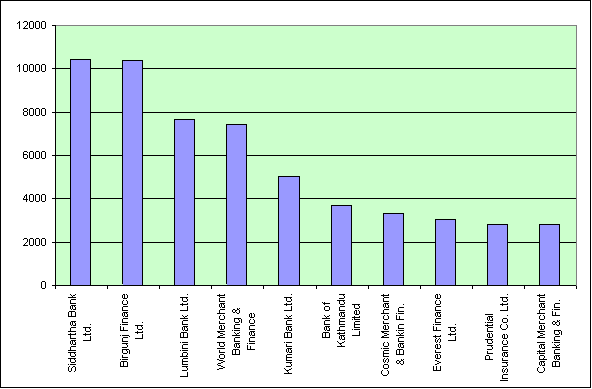 12000
10000
8000
6000
4000
2000
0
Siddhartha Bank
Ltd.
Birgunj Finance
Ltd.
Lumbini Bank Ltd.
World Merchant
Banking &
Finance
Kumari Bank Ltd.
Bank of
Kathmandu
Limited
Cosmic Merchant
& Bankin Fin.
Everest Finance
Ltd.
Prudential
Insurance Co. Ltd.
Capital Merchant
Banking & Fin.